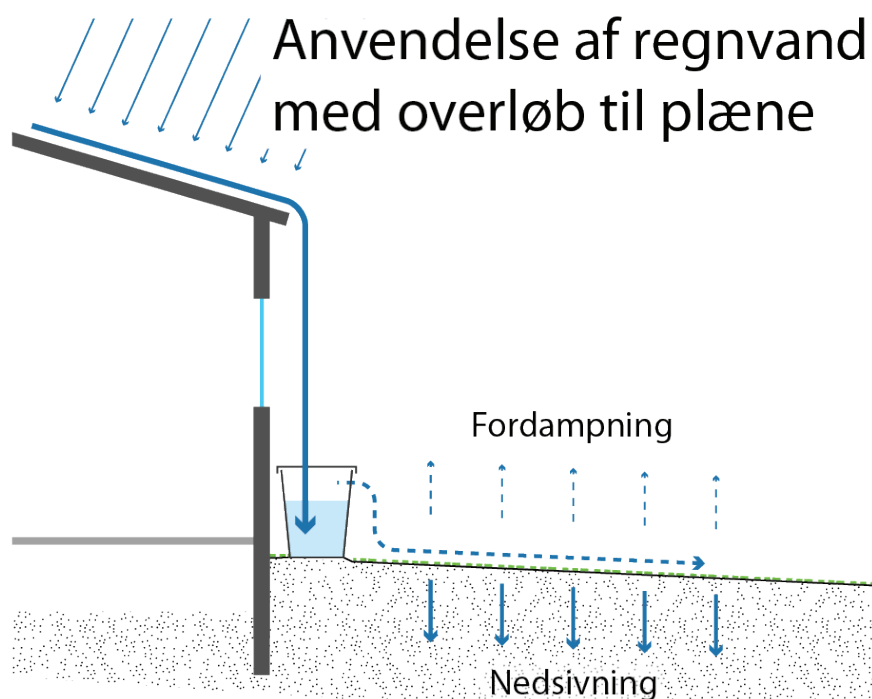 Anvendelse af regnvand
med overløb til plæne
Fordampning
Nedsivning